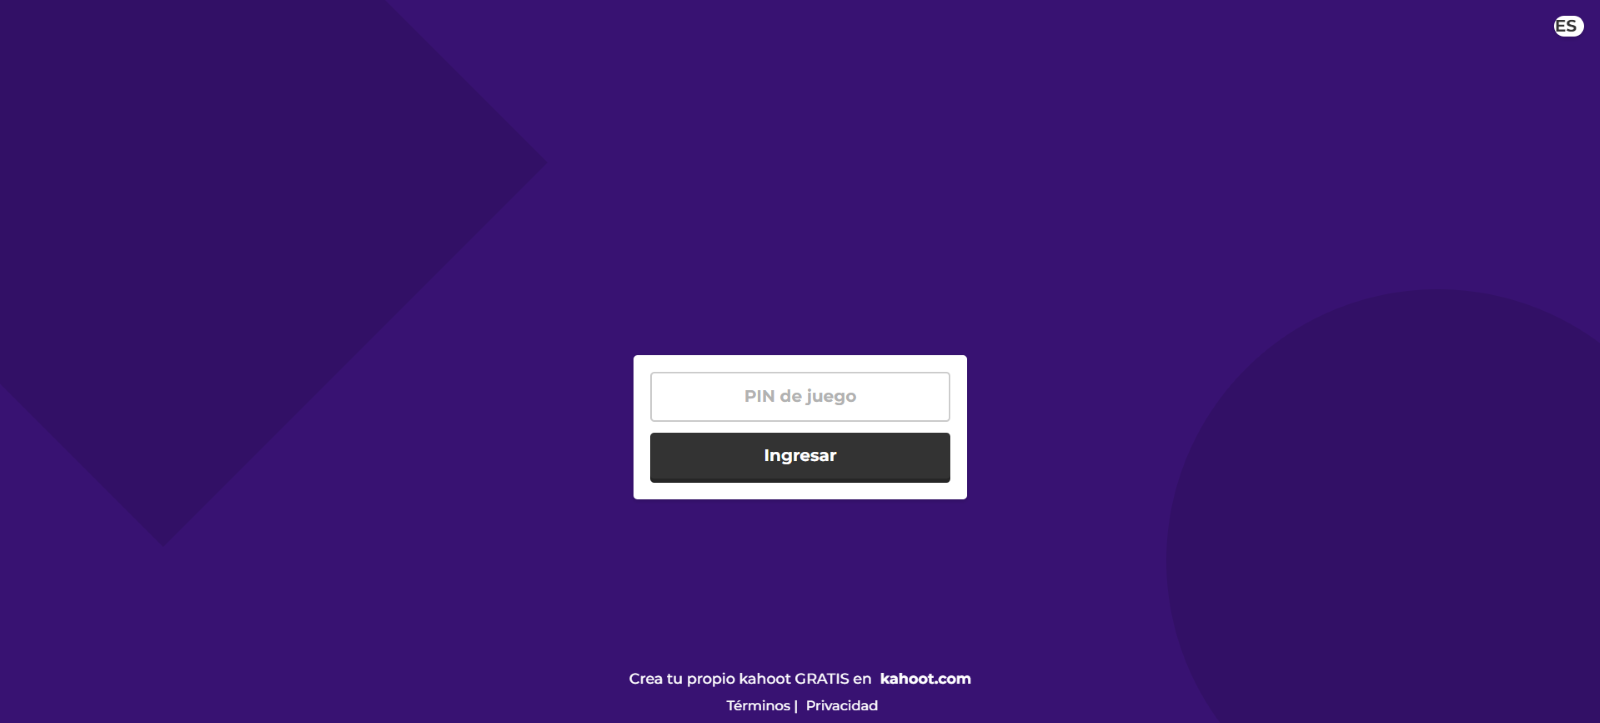 ES
PIN de juego
Ingresar
Crea tu propio kahoot GRATIS en kahoot.com
Términos | Privacidad